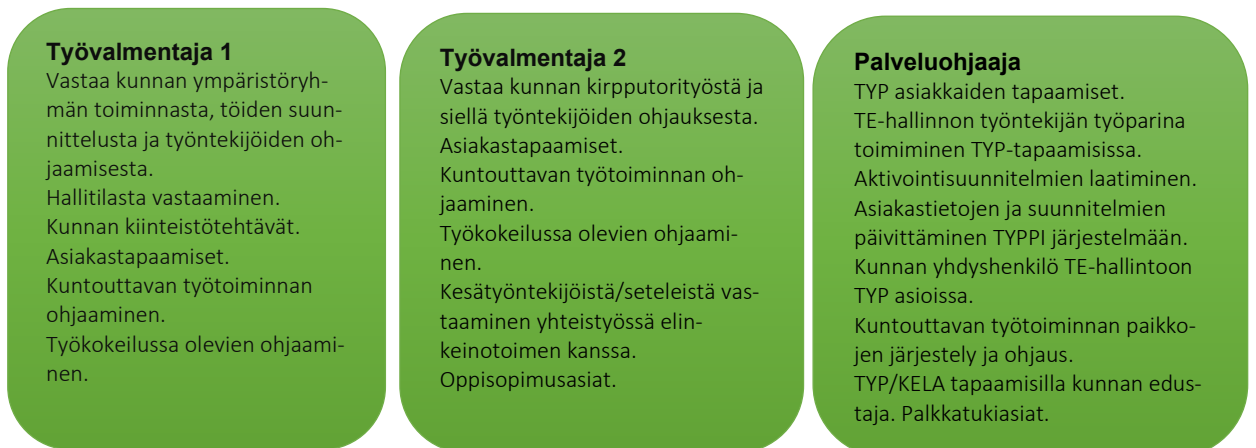 Työvalmentaja 1
Vastaa kunnan ympäristöryh-
män toiminnasta, töiden suun-
nittelusta ja työntekijöiden oh-
jaamisesta.
Hallitilasta vastaaminen.
Kunnan kiinteistötehtävät.
Asiakastapaamiset.
Kuntouttavan työtoiminnan
ohjaaminen.
Työkokeilussa olevien ohjaami-
nen.
Työvalmentaja 2
Vastaa kunnan kirpputorityöstä ja
siellä työntekijöiden ohjauksesta.
Asiakastapaamiset.
Kuntouttavan työtoiminnan oh-
jaaminen.
Työkokeilussa olevien ohjaami-
nen.
Kesätyöntekijöistä/seteleistä vas-
taaminen yhteistyössä elin-
keinotoimen kanssa.
Oppisopimusasiat.
Palveluohjaaja
TYP asiakkaiden tapaamiset.
TE-hallinnon työntekijän työparina
toimiminen TYP-tapaamisissa.
Aktivointisuunnitelmien laatiminen.
Asiakastietojen ja suunnitelmien
päivittäminen TYPPI järjestelmään.
Kunnan yhdyshenkilö TE-hallintoon
TYP asioissa.
Kuntouttavan työtoiminnan paikko-
jen järjestely ja ohjaus.
TYP/KELA tapaamisilla kunnan edus-
taja. Palkkatukiasiat.